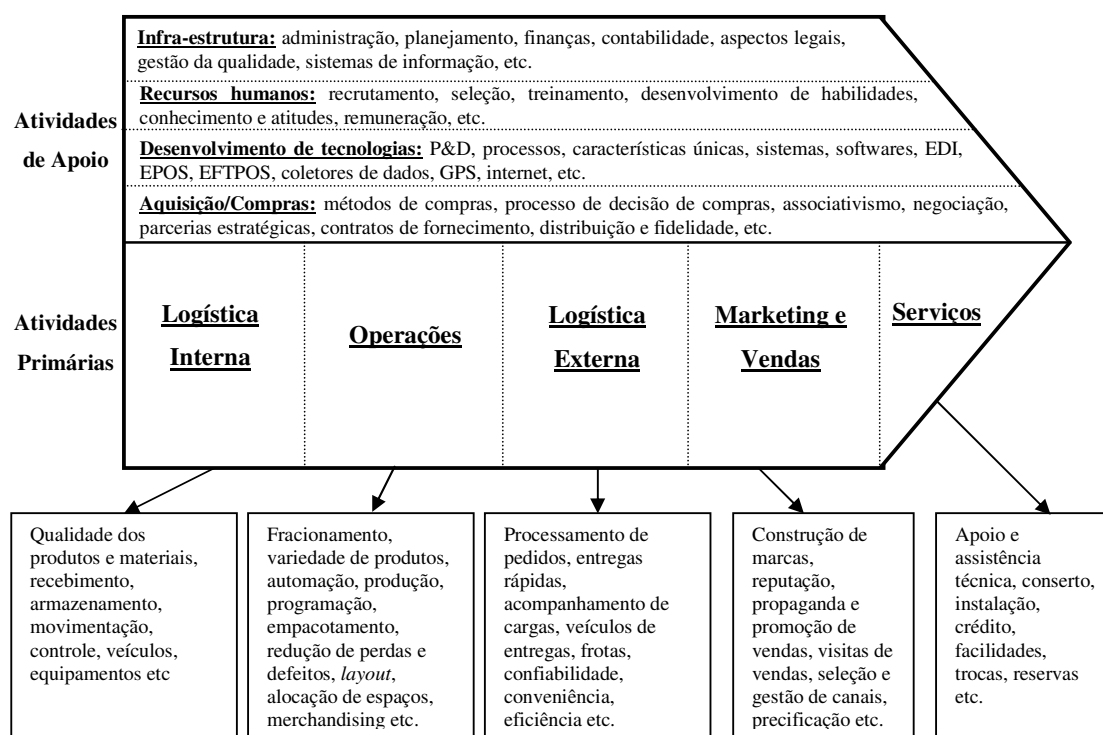 Infra-estrutura: administração, planejamento, finanças, contabilidade, aspectos legais,
gestão da qualidade, sistemas de informação, etc.
Recursos humanos: recrutamento, seleção, treinamento, desenvolvimento de habilidades,
conhecimento e atitudes, remuneração, etc.
Atividades
de Apoio
Desenvolvimento de tecnologias: P&D, processos, características únicas, sistemas, softwares, EDI,
EPOS, EFTPOS, coletores de dados, GPS, internet, etc.
Aquisição/Compras: métodos de compras, processo de decisão de compras, associativismo, negociação,
parcerias estratégicas, contratos de fornecimento, distribuição e fidelidade, etc.
Atividades
Primárias
Logística
Interna
Operações
Logística
Externa
Marketing e
Vendas
Serviços
Qualidade dos
produtos e materiais,
recebimento,
armazenamento,
movimentação,
controle, veículos,
equipamentos etc
Fracionamento,
variedade de produtos,
automação, produção,
programação,
empacotamento,
redução de perdas e
defeitos, layout,
alocação de espaços,
merchandising etc.
Processamento de
pedidos, entregas
rápidas,
acompanhamento de
cargas, veículos de
entregas, frotas,
confiabilidade,
conveniência,
eficiência etc.
Construção de
marcas,
reputação,
propaganda e
promoção de
vendas, visitas de
vendas, seleção e
gestão de canais,
precificação etc.
Apoio e
assistência
técnica, conserto,
instalação,
crédito,
facilidades,
trocas, reservas
etc.